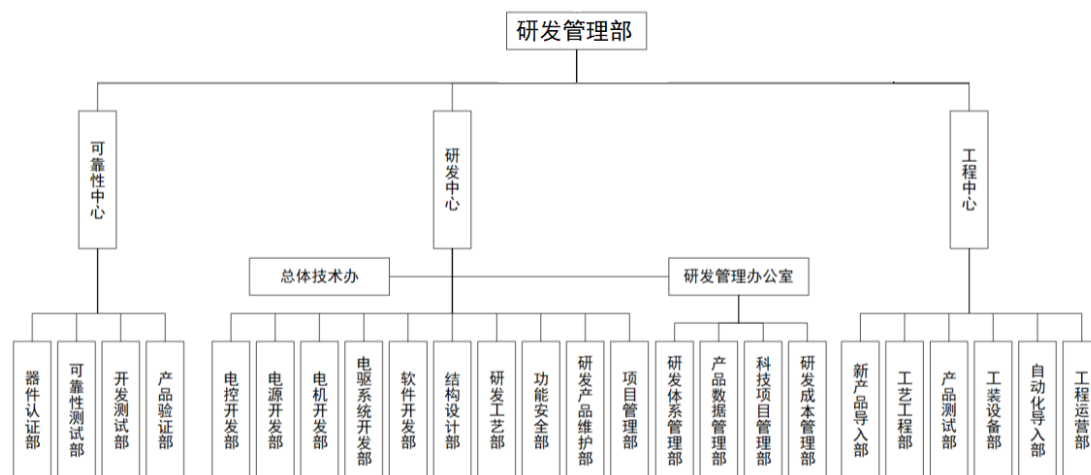 研发管理部
可靠性中心
研发中心
工程中心
总体技术办
研发管理办公室
器件认证部
可靠性测试部
开发测试部
产品验证部
电控开发部
电源开发部
电机开发部
电驱系统开发部
软件开发部
结构设计部
研发工艺部
功能安全部
研发产品维护部
项目管理部
研发体系管理部
产品数据管理部
科技项目管理部
研发成本管理部
新产品导入部
工艺工程部
产品测试部
工装设备部
自动化导入部
工程运营部